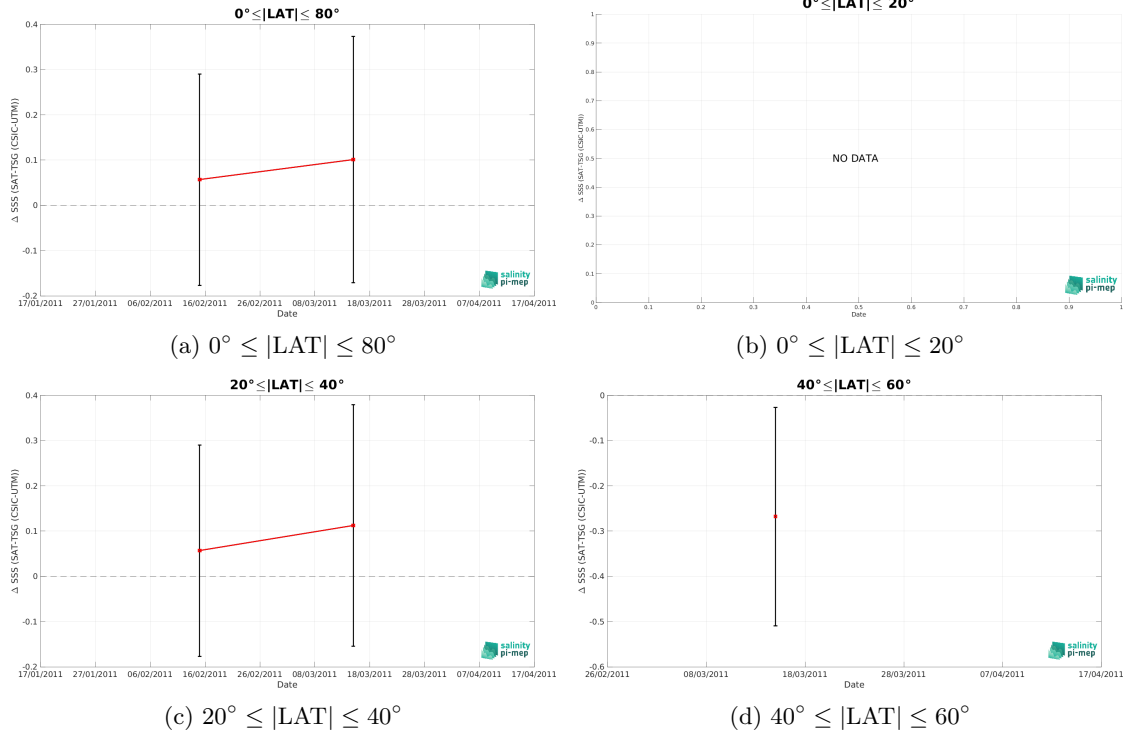 0°≤|LAT|≤ 80°
Δ SSS (SAT-TSG (CSIC-UTM))
0.4
0.3
0.2
0.1
0
-0.1
-0.2
17/01/2011 27/01/2011 06/02/2011 16/02/2011 26/02/2011 08/03/2011 18/03/2011 28/03/2011 07/04/2011 17/04/2011
Date
salinity
pi-mep
(a) 0° ≤ |LAT| ≤ 80°
0°≤|LAT|≤ 20°
Δ SSS (SAT-TSG (CSIC-UTM))
1
0.9
0.8
0.7
0.6
0.5
0.4
0.3
0.2
0.1
0
NO DATA
0 0.1 0.2 0.3 0.4 0.5 0.6 0.7 0.8 0.9 1
Date
salinity
pi-mep
(b) 0° ≤ |LAT| ≤ 20°
20°≤|LAT|≤ 40°
Δ SSS (SAT-TSG (CSIC-UTM))
0.4
0.3
0.2
0.1
0
-0.1
-0.2
17/01/2011 27/01/2011 06/02/2011 16/02/2011 26/02/2011 08/03/2011 18/03/2011 28/03/2011 07/04/2011 17/04/2011
Date
salinity
pi-mep
(c) 20° ≤ |LAT| ≤ 40°
40°≤|LAT|≤ 60°
Δ SSS (SAT-TSG (CSIC-UTM))
0
-0.1
-0.2
-0.3
-0.4
-0.5
-0.6
26/02/2011 08/03/2011 18/03/2011 28/03/2011 07/04/2011 17/04/2011
Date
salinity
pi-mep
(d) 40° ≤ |LAT| ≤ 60°